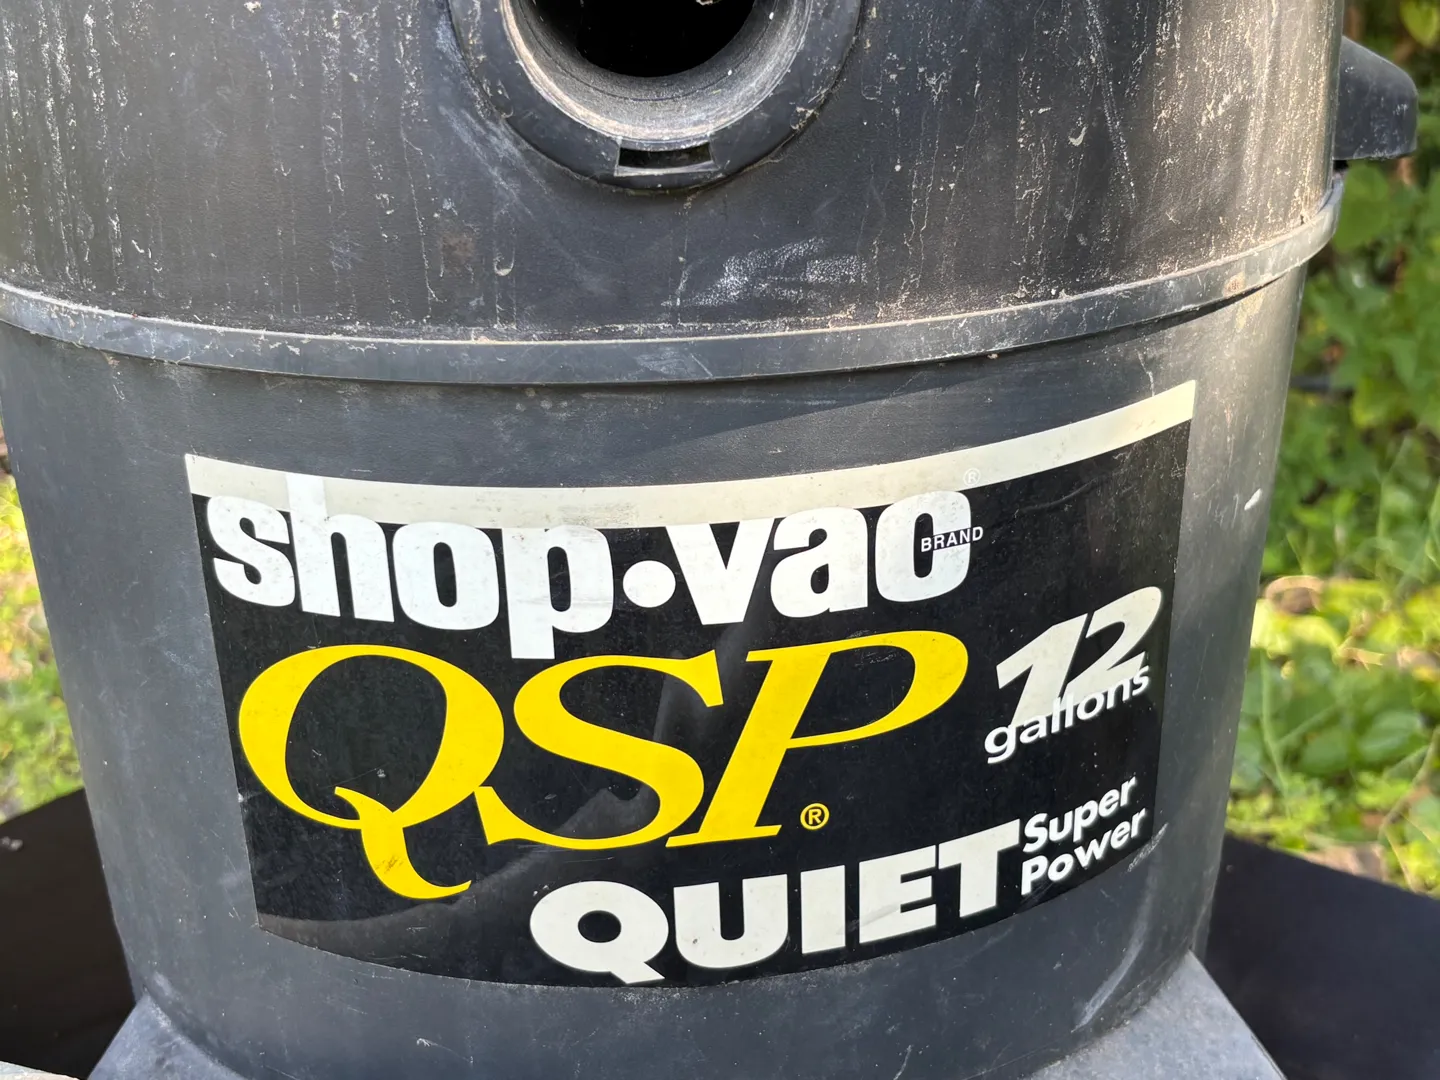 shop·vac®
BRAND
QSP®
12
gallons
QUIET
Super
Power